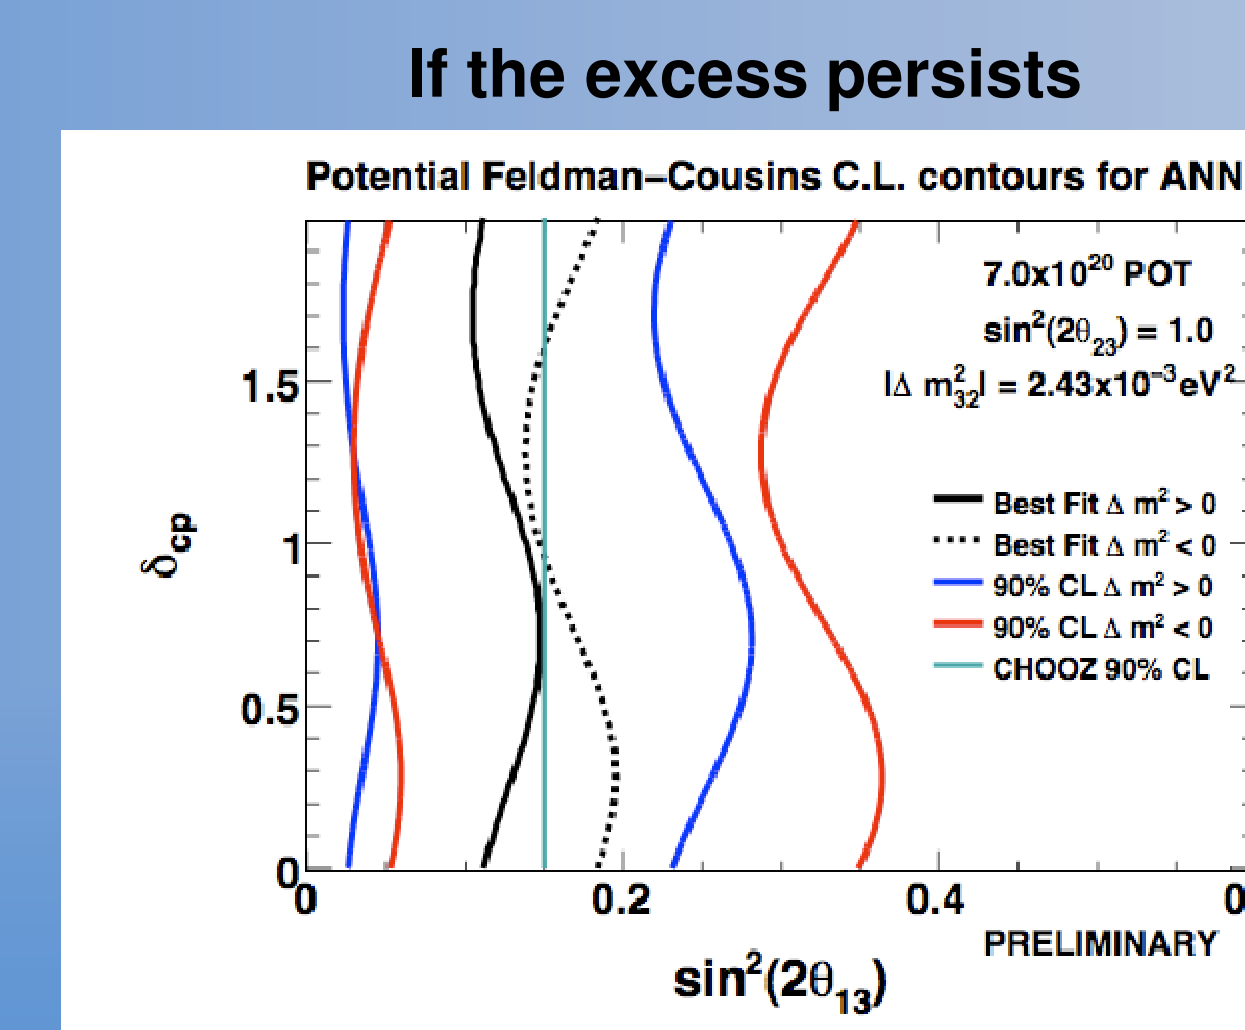 If the excess persists
Potential Feldman–Cousins C.L. contours for ANN
7.0x10²⁰ POT
sin²(2θ₂₃) = 1.0
|Δ m²₃₂| = 2.43x10⁻³eV²
1.5
1
0.5
0
δcp
Best Fit Δ m² > 0
Best Fit Δ m² < 0
90% CL Δ m² > 0
90% CL Δ m² < 0
CHOOZ 90% CL
0 0.2 0.4 0
PRELIMINARY
sin²(2θ₁₃)